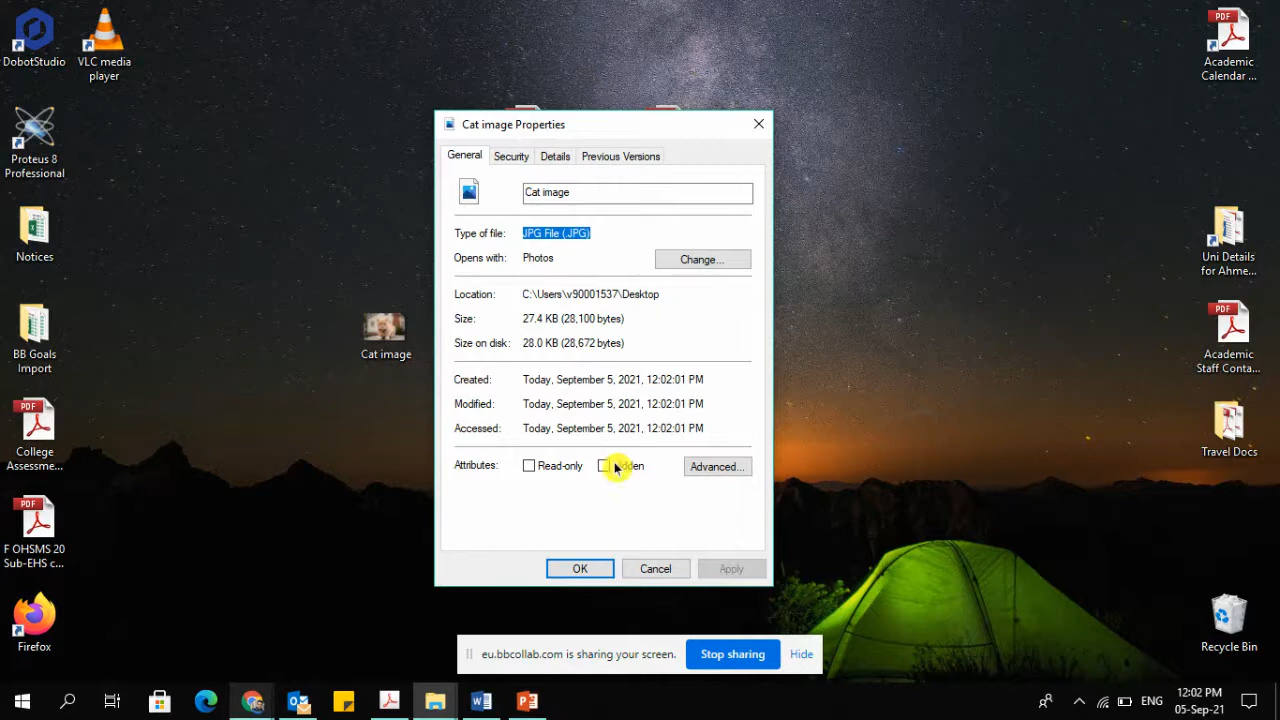 DobotStudio
VLC media
player
Proteus 8
Professional
Notices
BB Goals
Import
PDF
College
Assessme...
PDF
F OHSMS 20
Sub-EHS c...
Firefox
Cat image
Cat image Properties
General Security Details Previous Versions
Cat image
Type of file: JPG File (.JPG)
Opens with: Photos
Change...
Location: C:\Users\v90001537\Desktop
Size: 27.4 KB (28,100 bytes)
Size on disk: 28.0 KB (28,672 bytes)
Created: Today, September 5, 2021, 12:02:01 PM
Modified: Today, September 5, 2021, 12:02:01 PM
Accessed: Today, September 5, 2021, 12:02:01 PM
Attributes: Read-only Hidden Advanced...
OK Cancel Apply
PDF
Academic
Calendar ...
Uni Details
for Ahme...
PDF
Academic
Staff Conta...
PDF
Travel Docs
Recycle Bin
eu.bbcollab.com is sharing your screen. Stop sharing Hide
ENG
12:02 PM
05-Sep-21